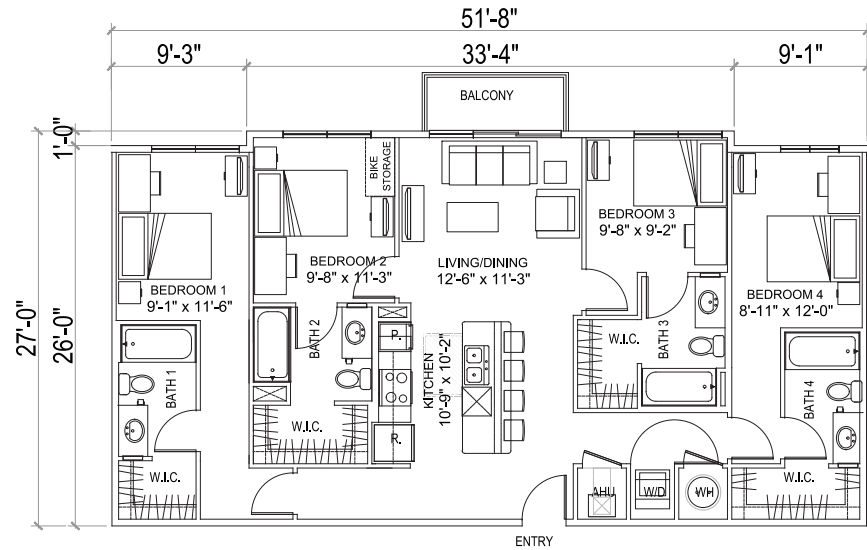 51'-8"
9'-3"
33'-4"
9'-1"
BALCONY
1'-0"
27'-0"
26'-0"
BIKE
STORAGE
BEDROOM 1
9'-1" x 11'-6"
BEDROOM 2
9'-8" x 11'-3"
LIVING/DINING
12'-6" x 11'-3"
BEDROOM 3
9'-8" x 9'-2"
BEDROOM 4
8'-11" x 12'-0"
BATH 1
BATH 2
P.
R.
KITCHEN
10'-9" x 10'-2"
W.I.C.
BATH 3
BATH 4
W.I.C.
W.I.C.
W.I.C.
AHU
W/D
WH
ENTRY